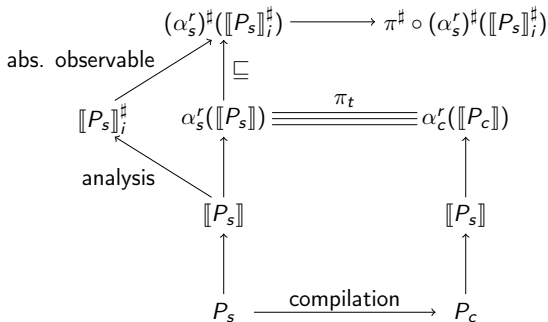 (α_s^r)^♯(⟦P_s⟧_i^♯) π^♯ ∘ (α_s^r)^♯(⟦P_s⟧_i^♯)
abs. observable
⊑
π_t
⟦P_s⟧_i^♯ α_s^r(⟦P_s⟧) α_c^r(⟦P_c⟧)
analysis
⟦P_s⟧ ⟦P_s⟧
compilation
P_s P_c